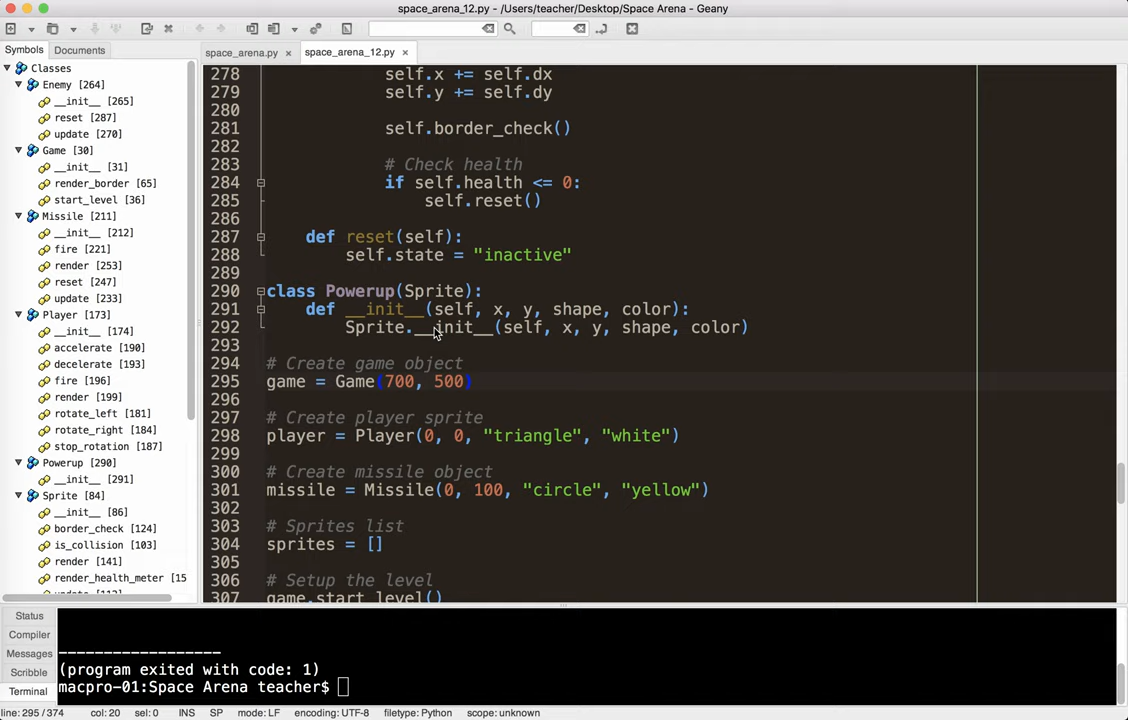 space_arena_12.py - /Users/teacher/Desktop/Space Arena - Geany
Symbols Documents
space_arena.py × space_arena_12.py ×
Classes
Enemy [264]
__init__ [265]
reset [287]
update [270]
Game [30]
__init__ [31]
render_border [65]
start_level [36]
Missile [211]
__init__ [212]
fire [221]
render [253]
reset [247]
update [233]
Player [173]
__init__ [174]
accelerate [190]
decelerate [193]
fire [196]
render [199]
rotate_left [181]
rotate_right [184]
stop_rotation [187]
Powerup [290]
__init__ [291]
Sprite [84]
__init__ [86]
border_check [124]
is_collision [103]
render [141]
render_health_meter [15
278 self.x += self.dx
279 self.y += self.dy
280
281 self.border_check()
282
283 # Check health
284 if self.health <= 0:
285 self.reset()
286
287 def reset(self):
288 self.state = "inactive"
289
290 class Powerup(Sprite):
291 def __init__(self, x, y, shape, color):
292 Sprite.__init__(self, x, y, shape, color)
293
294 # Create game object
295 game = Game(700, 500)
296
297 # Create player sprite
298 player = Player(0, 0, "triangle", "white")
299
300 # Create missile object
301 missile = Missile(0, 100, "circle", "yellow")
302
303 # Sprites list
304 sprites = []
305
306 # Setup the level
307 game.start_level()
Status
Compiler
Messages
Scribble
Terminal
------------------
(program exited with code: 1)
macpro-01:Space Arena teacher$
line: 295 / 374 col: 20 sel: 0 INS SP mode: LF encoding: UTF-8 filetype: Python scope: unknown